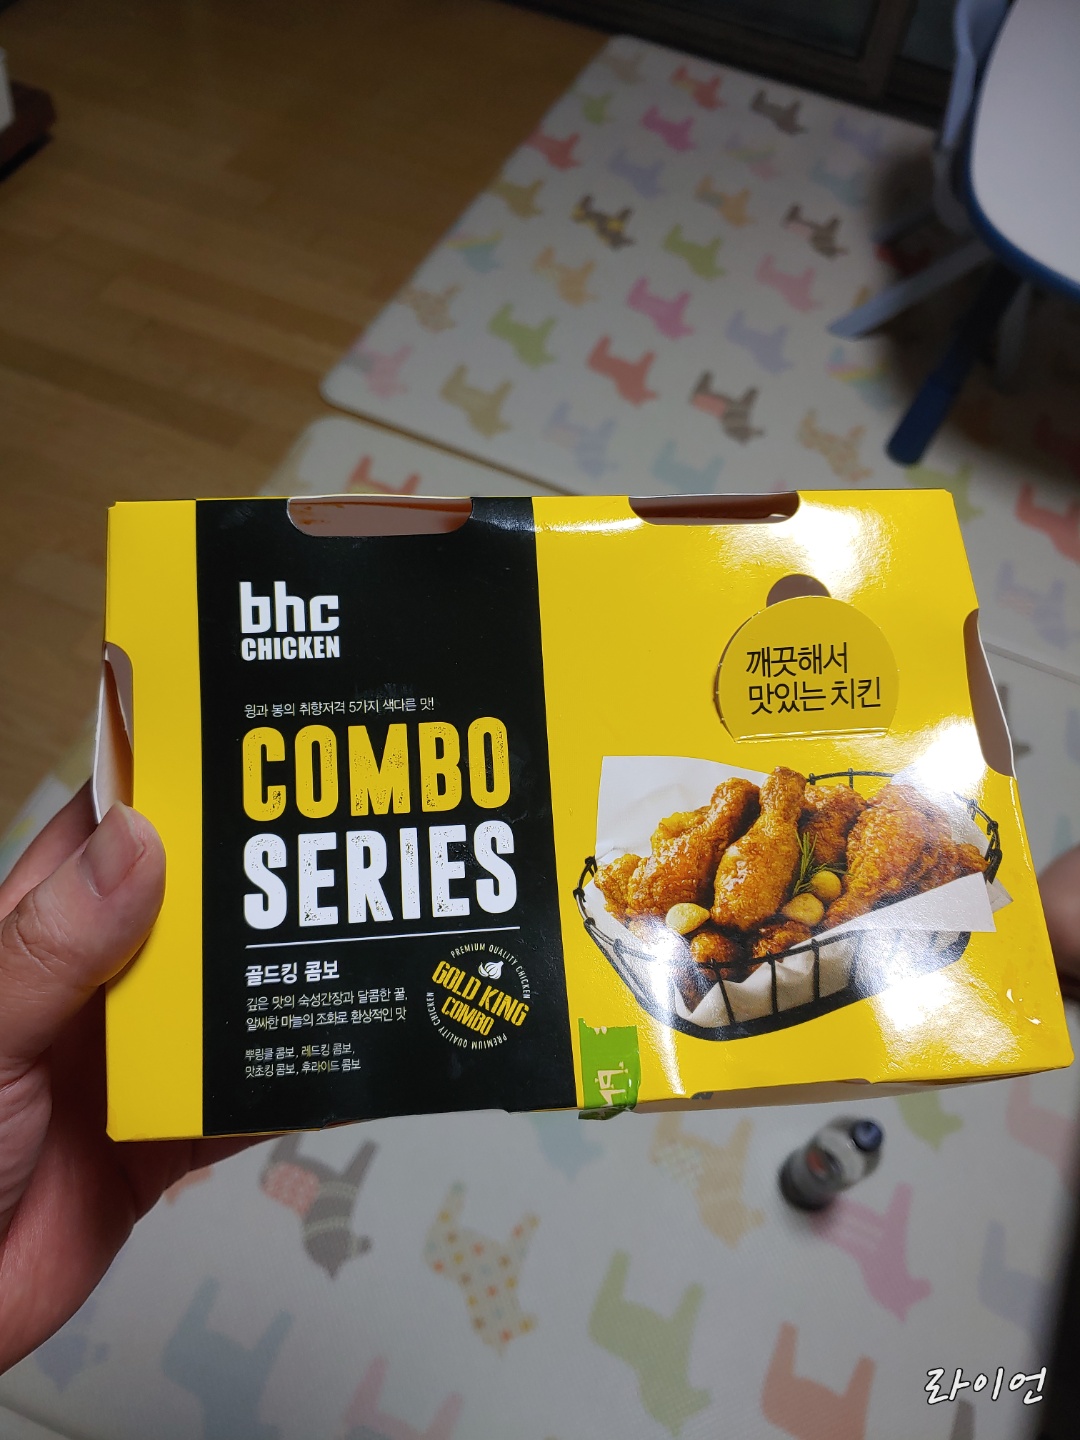 bhc
CHICKEN
윙과 봉의 취향저격 5가지 색다른 맛!
COMBO
SERIES
골드킹 콤보
깊은 맛의 숙성간장과 달콤한 꿀,
알싸한 마늘의 조화로 환상적인 맛
뿌링클 콤보, 레드킹 콤보,
맛초킹 콤보, 후라이드 콤보
PREMIUM QUALITY CHICKEN
GOLD KING
COMBO
PREMIUM QUALITY CHICKEN
깨끗해서
맛있는 치킨
라이언